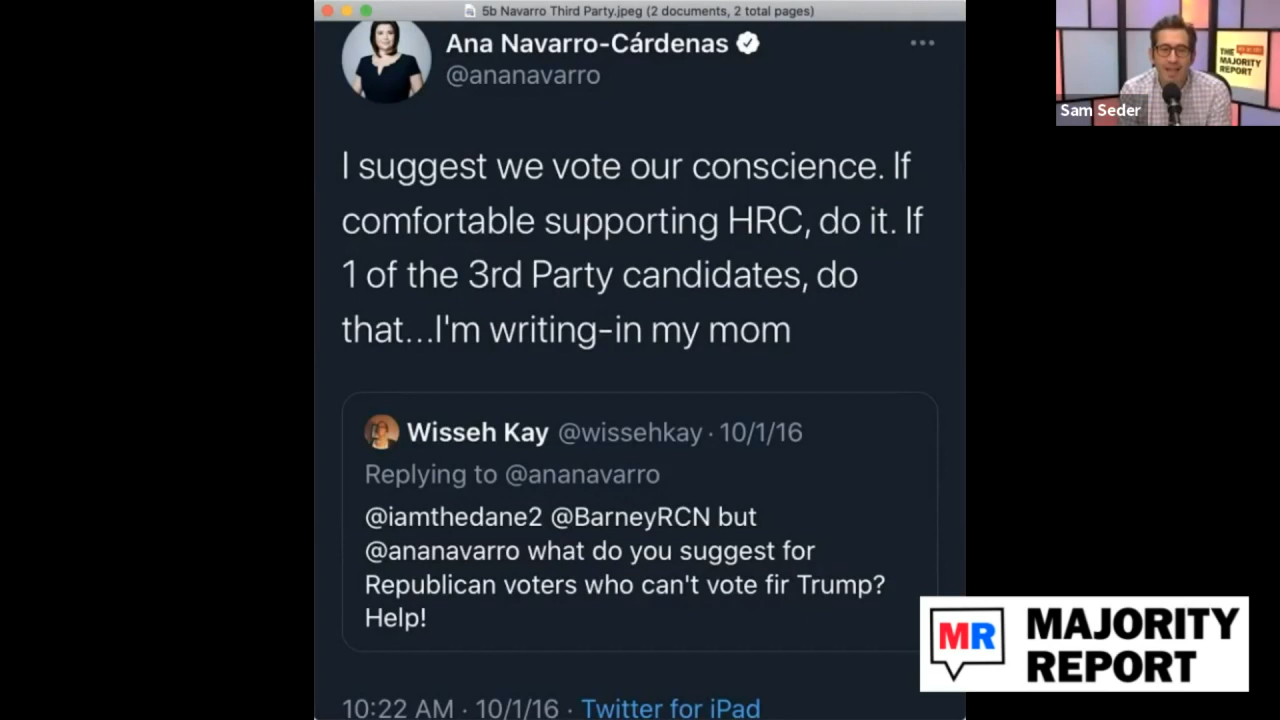 5b Navarro Third Party.jpeg (2 documents, 2 total pages)
Ana Navarro-Cárdenas
@ananavarro
I suggest we vote our conscience. If
comfortable supporting HRC, do it. If
1 of the 3rd Party candidates, do
that...I'm writing-in my mom
Wisseh Kay @wissehkay · 10/1/16
Replying to @ananavarro
@iamthedane2 @BarneyRCN but
@ananavarro what do you suggest for
Republican voters who can't vote fir Trump?
Help!
10:22 AM · 10/1/16 · Twitter for iPad
THE
MAJORITY
REPORT
Sam Seder
MR
MAJORITY
REPORT